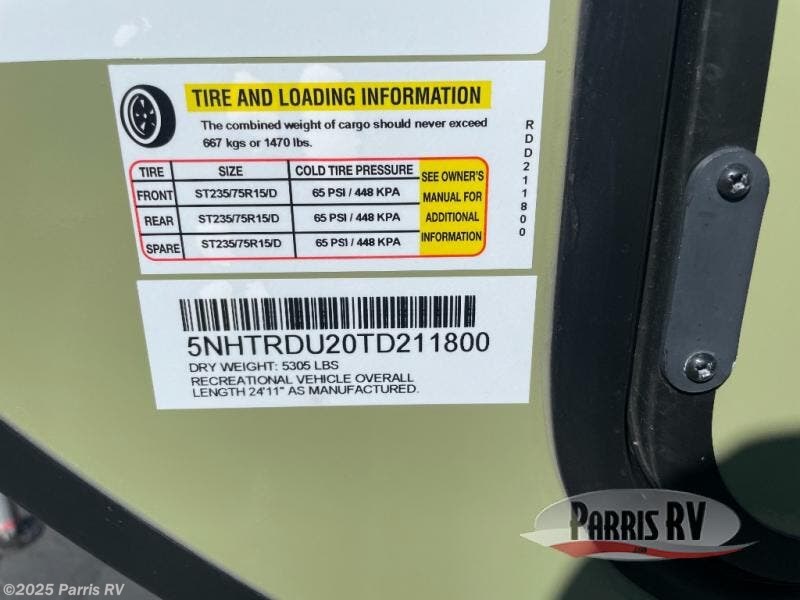 TIRE AND LOADING INFORMATION
The combined weight of cargo should never exceed
667 kgs or 1470 lbs.
TIRE SIZE COLD TIRE PRESSURE SEE OWNER'S
FRONT ST235/75R15/D 65 PSI / 448 KPA MANUAL FOR
REAR ST235/75R15/D 65 PSI / 448 KPA ADDITIONAL
SPARE ST235/75R15/D 65 PSI / 448 KPA INFORMATION
RDD211800
5NHTRDU20TD211800
DRY WEIGHT: 5305 LBS
RECREATIONAL VEHICLE OVERALL
LENGTH 24'11" AS MANUFACTURED.
PARRIS RV
.com
©2025 Parris RV